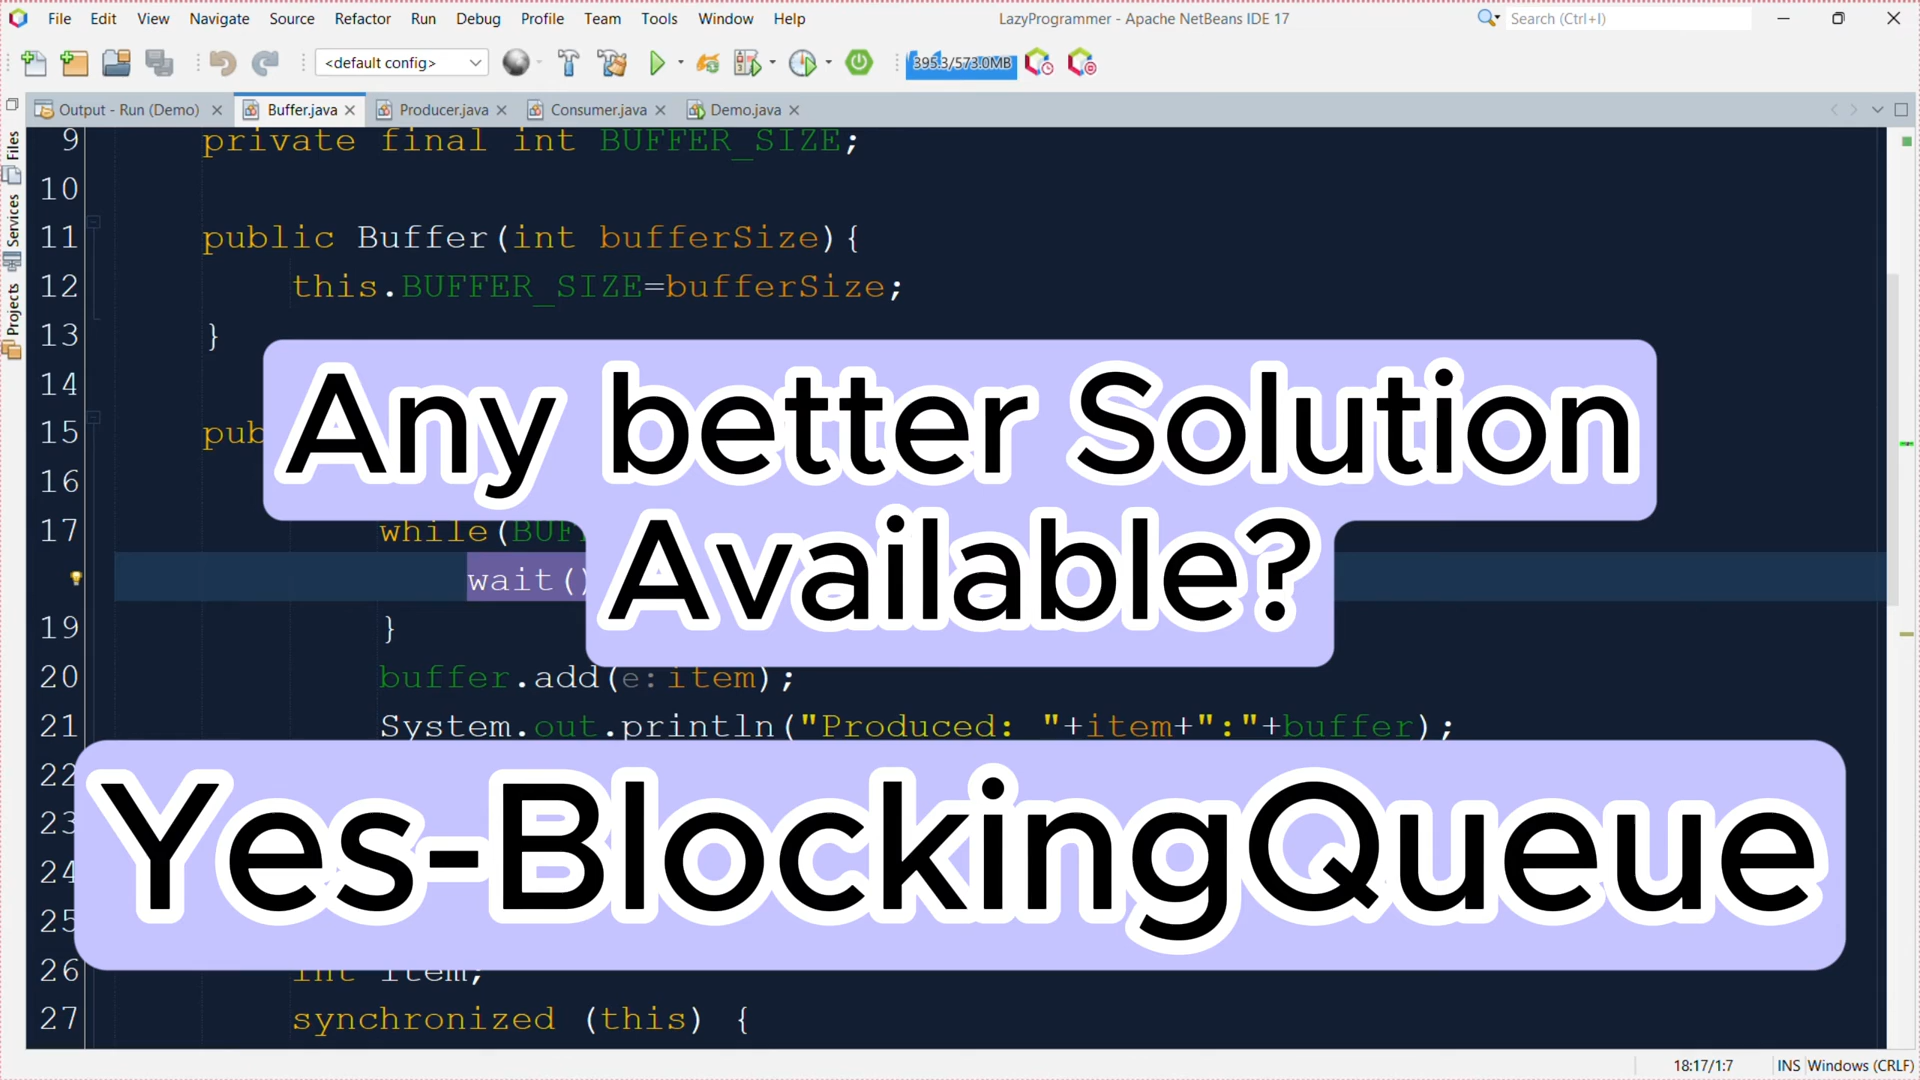 File Edit View Navigate Source Refactor Run Debug Profile Team Tools Window Help LazyProgrammer - Apache NetBeans IDE 17 Search (Ctrl+I)
<default config> 395.3/573.0MB
Output - Run (Demo) Buffer.java Producer.java Consumer.java Demo.java
Files
Services
Projects
9 private final int BUFFER_SIZE;
10
11 public Buffer(int bufferSize){
12 this.BUFFER_SIZE=bufferSize;
13 }
14
15 pub
16
17 while(BUF
wait()
19 }
20 buffer.add(e:item);
21 System.out.println("Produced: "+item+":"+buffer);
22
23
24
25
26 int item;
27 synchronized (this) {
Any better Solution
Available?
Yes-BlockingQueue
18:17/1:7 INS Windows (CRLF)